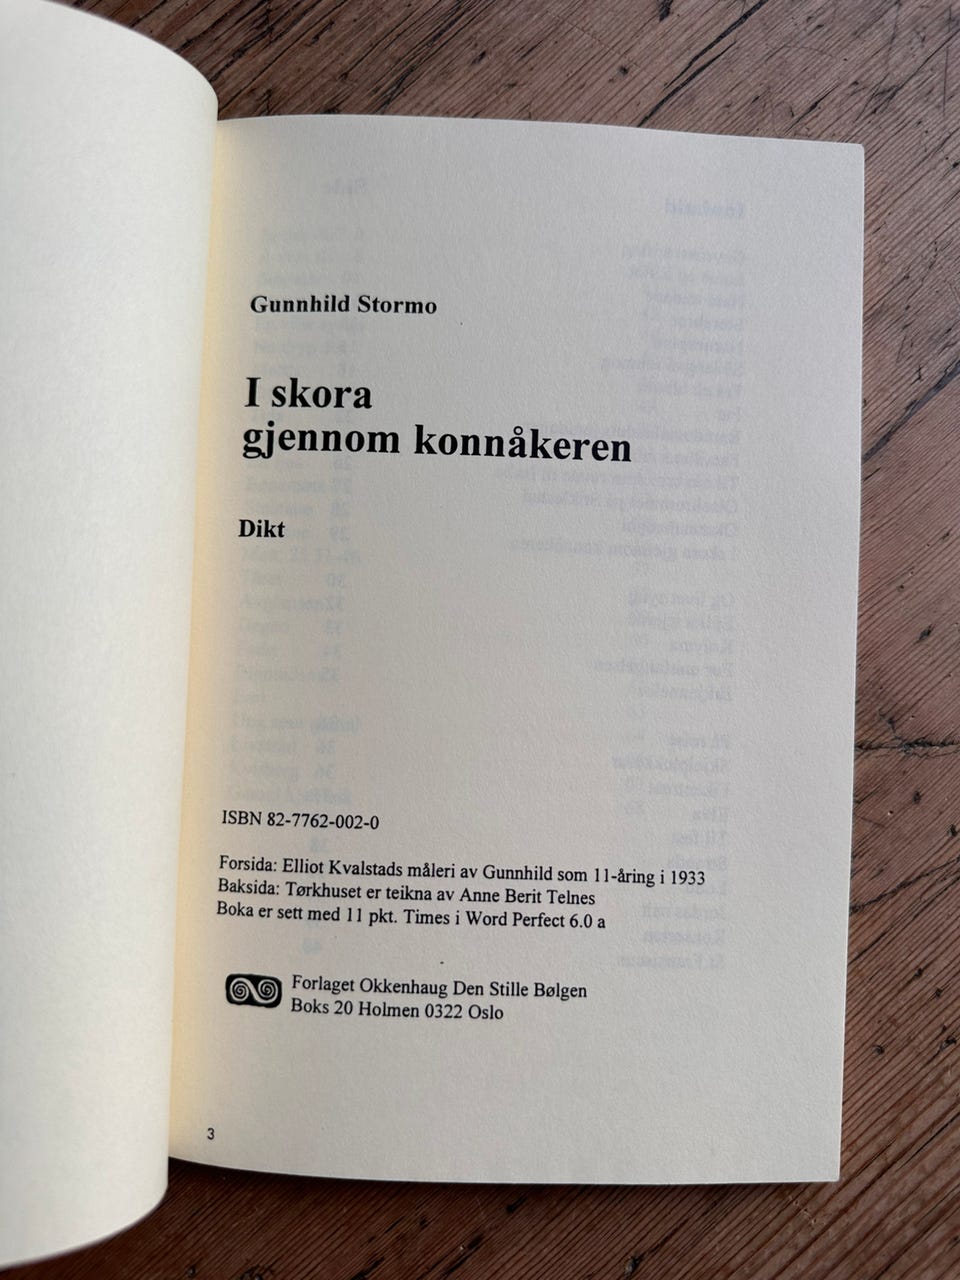 Gunnhild Stormo
I skora
gjennom konnåkeren
Dikt
ISBN 82-7762-002-0
Forsida: Elliot Kvalstads måleri av Gunnhild som 11-åring i 1933
Baksida: Tørkhuset er teikna av Anne Berit Telnes
Boka er sett med 11 pkt. Times i Word Perfect 6.0 a
Forlaget Okkenhaug Den Stille Bølgen
Boks 20 Holmen 0322 Oslo
3